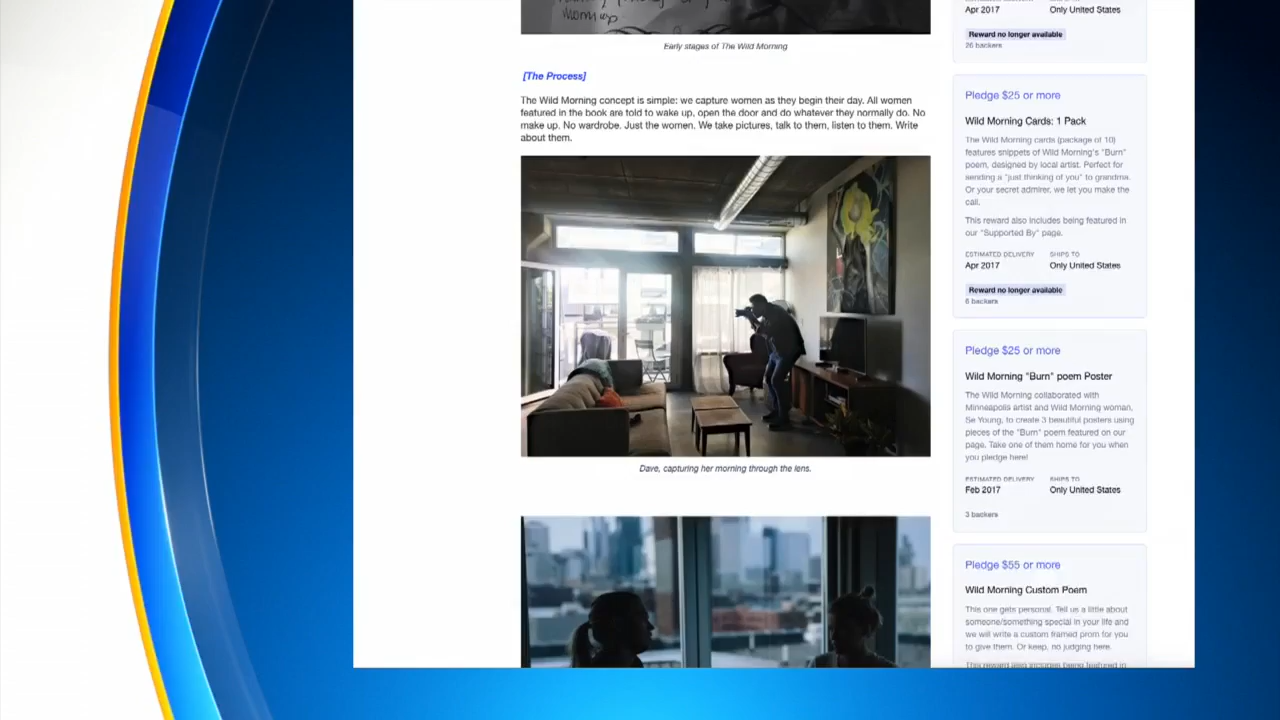 Morning
Early stages of The Wild Morning
[The Process]
The Wild Morning concept is simple: we capture women as they begin their day. All women
featured in the book are told to wake up, open the door and do whatever they normally do. No
make up. No wardrobe. Just the women. We take pictures, talk to them, listen to them. Write
about them.
Dave, capturing her morning through the lens.
Apr 2017 Only United States
Reward no longer available
26 backers
Pledge $25 or more
Wild Morning Cards: 1 Pack
The Wild Morning cards (package of 10)
features snippets of Wild Morning's "Burn"
poem, designed by local artist. Perfect for
sending a "just thinking of you" to grandma.
Or your secret admirer, we let you make the
call.
This reward also includes being featured in
our "Supported By" page.
ESTIMATED DELIVERY SHIPS TO
Apr 2017 Only United States
Reward no longer available
6 backers
Pledge $25 or more
Wild Morning "Burn" poem Poster
The Wild Morning collaborated with
Minneapolis artist and Wild Morning woman,
Se Young, to create 3 beautiful posters using
pieces of the "Burn" poem featured on our
page. Take one of them home for you when
you pledge here!
ESTIMATED DELIVERY SHIPS TO
Feb 2017 Only United States
3 backers
Pledge $55 or more
Wild Morning Custom Poem
This one gets personal. Tell us a little about
someone/something special in your life and
we will write a custom framed prom for you
to give them. Or keep, no judging here.
This reward also includes being featured in